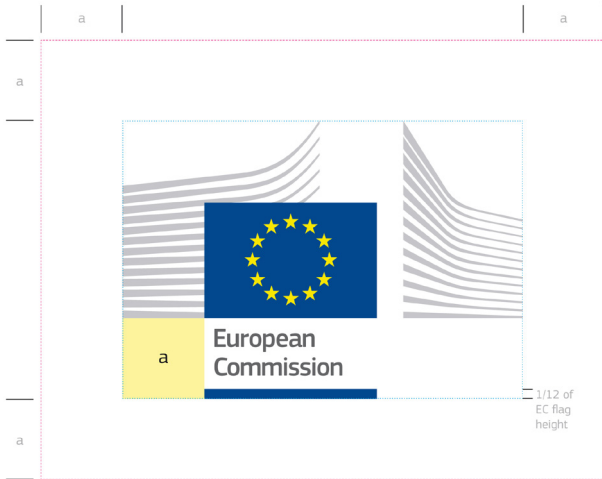 a
a
a
European
Commission
a
1/12 of
EC flag
height
a